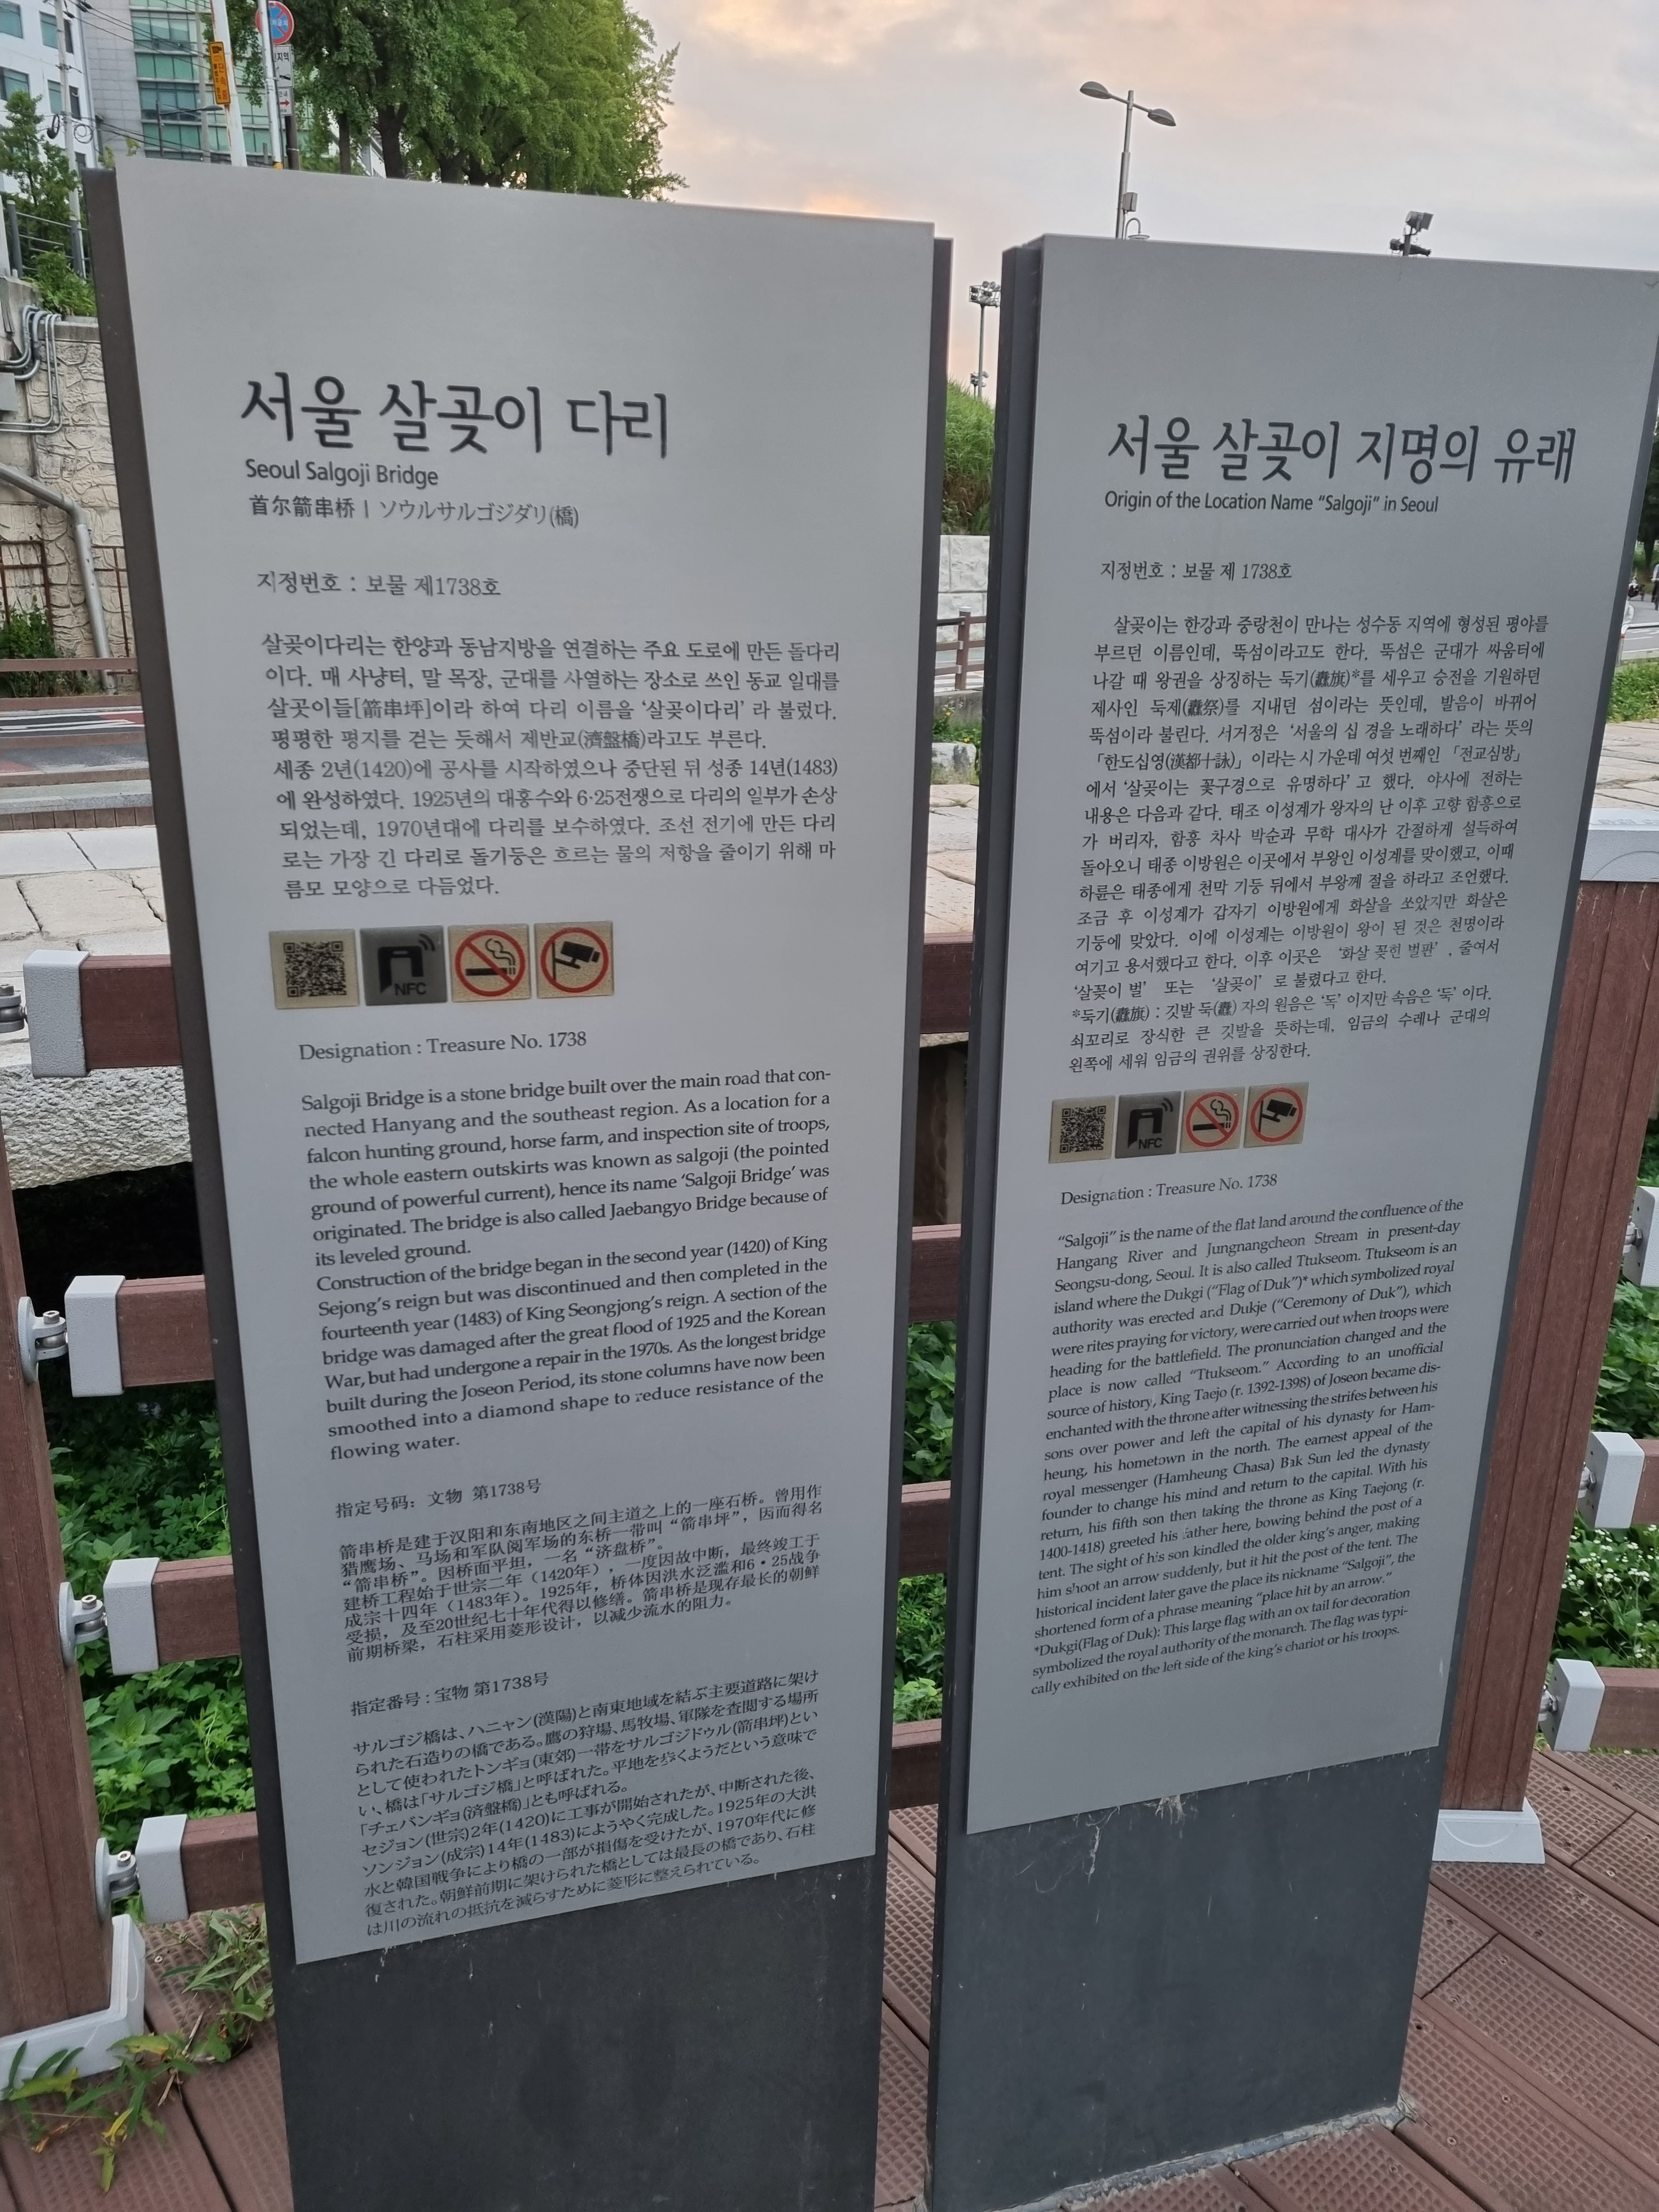 서울 살곶이 다리
Seoul Salgoji Bridge
首尔箭串桥 | ソウルサルゴジダリ(橋)
지정번호 : 보물 제1738호
살곶이다리는 한양과 동남지방을 연결하는 주요 도로에 만든 돌다리
이다. 매 사냥터, 말 목장, 군대를 사열하는 장소로 쓰인 동교 일대를
살곶이들[箭串坪]이라 하여 다리 이름을 ‘살곶이다리’ 라 불렀다.
평평한 평지를 걷는 듯해서 제반교(濟盤橋)라고도 부른다.
세종 2년(1420)에 공사를 시작하였으나 중단된 뒤 성종 14년(1483)
에 완성하였다. 1925년의 대홍수와 6·25전쟁으로 다리의 일부가 손상
되었는데, 1970년대에 다리를 보수하였다. 조선 전기에 만든 다리
로는 가장 긴 다리로 돌기둥은 흐르는 물의 저항을 줄이기 위해 마
름모 모양으로 다듬었다.
NFC
Designation : Treasure No. 1738
Salgoji Bridge is a stone bridge built over the main road that con-
nected Hanyang and the southeast region. As a location for a
falcon hunting ground, horse farm, and inspection site of troops,
the whole eastern outskirts was known as salgoji (the pointed
ground of powerful current), hence its name ‘Salgoji Bridge’ was
originated. The bridge is also called Jaebangyo Bridge because of
its leveled ground.
Construction of the bridge began in the second year (1420) of King
Sejong’s reign but was discontinued and then completed in the
fourteenth year (1483) of King Seongjong’s reign. A section of the
bridge was damaged after the great flood of 1925 and the Korean
War, but had undergone a repair in the 1970s. As the longest bridge
built during the Joseon Period, its stone columns have now been
smoothed into a diamond shape to reduce resistance of the
flowing water.
指定号码：文物 第1738号
箭串桥是建于汉阳和东南地区之间主道之上的一座石桥。曾用作
猎鹰场、马场和军队阅军场的东桥一带叫“箭串坪”，因而得名
“箭串桥”。因桥面平坦，一名“济盘桥”。
建桥工程始于世宗二年（1420年），一度因故中断，最终竣工于
成宗十四年（1483年）。1925年，桥体因洪水泛滥和6·25战争
受损，及至20世纪七十年代得以修缮。箭串桥是现存最长的朝鲜
前期桥梁，石柱采用菱形设计，以减少流水的阻力。
指定番号 : 宝物 第1738号
サルゴジ橋は、ハニャン(漢陽)と南東地域を結ぶ主要道路に架け
られた石造りの橋である。鷹の狩場、馬牧場、軍隊を査閲する場所
として使われたトンギョ(東郊)一帯をサルゴジドゥル(箭串坪)とい
い、橋は「サルゴジ橋」と呼ばれた。平地を歩くようだという意味で
「チェバンギョ(済盤橋)」とも呼ばれる。
セジョン(世宗)2年(1420)に工事が開始されたが、中断された後、
ソンジョン(成宗)14年(1483)にようやく完成した。1925年の大洪
水と韓国戦争により橋の一部が損傷を受けたが、1970年代に修
復された。朝鮮前期に架けられた橋としては最長の橋であり、石柱
は川の流れの抵抗を減らすために菱形に整えられている。
서울 살곶이 지명의 유래
Origin of the Location Name “Salgoji” in Seoul
지정번호 : 보물 제 1738호
살곶이는 한강과 중랑천이 만나는 성수동 지역에 형성된 평야를
부르던 이름인데, 뚝섬이라고도 한다. 뚝섬은 군대가 싸움터에
나갈 때 왕권을 상징하는 둑기(纛旗)*를 세우고 승전을 기원하던
제사인 둑제(纛祭)를 지내던 섬이라는 뜻인데, 발음이 바뀌어
뚝섬이라 불린다. 서거정은 ‘서울의 십 경을 노래하다’ 라는 뜻의
「한도십영(漢都十詠)」이라는 시 가운데 여섯 번째인 「전교심방」
에서 ‘살곶이는 꽃구경으로 유명하다’ 고 했다. 야사에 전하는
내용은 다음과 같다. 태조 이성계가 왕자의 난 이후 고향 함흥으로
가 버리자, 함흥 차사 박순과 무학 대사가 간절하게 설득하여
돌아오니 태종 이방원은 이곳에서 부왕인 이성계를 맞이했고, 이때
하륜은 태종에게 천막 기둥 뒤에서 부왕께 절을 하라고 조언했다.
조금 후 이성계가 갑자기 이방원에게 화살을 쏘았지만 화살은
기둥에 맞았다. 이에 이성계는 이방원이 왕이 된 것은 천명이라
여기고 용서했다고 한다. 이후 이곳은 ‘화살 꽂힌 벌판’ , 줄여서
‘살꽂이 벌’ 또는 ‘살곶이’ 로 불렸다고 한다.
*둑기(纛旗) : 깃발 둑(纛) 자의 원음은 ‘독’ 이지만 속음은 ‘둑’ 이다.
쇠꼬리로 장식한 큰 깃발을 뜻하는데, 임금의 수레나 군대의
왼쪽에 세워 임금의 권위를 상징한다.
NFC
Designation : Treasure No. 1738
“Salgoji” is the name of the flat land around the confluence of the
Hangang River and Jungnangcheon Stream in present-day
Seongsu-dong, Seoul. It is also called Ttukseom. Ttukseom is an
island where the Dukgi (“Flag of Duk”)* which symbolized royal
authority was erected and Dukje (“Ceremony of Duk”), which
were rites praying for victory, were carried out when troops were
heading for the battlefield. The pronunciation changed and the
place is now called “Ttukseom.” According to an unofficial
source of history, King Taejo (r. 1392-1398) of Joseon became dis-
enchanted with the throne after witnessing the strifes between his
sons over power and left the capital of his dynasty for Ham-
heung, his hometown in the north. The earnest appeal of the
royal messenger (Hamheung Chasa) Bak Sun led the dynasty
founder to change his mind and return to the capital. With his
return, his fifth son then taking the throne as King Taejong (r.
1400-1418) greeted his father here, bowing behind the post of a
tent. The sight of his son kindled the older king’s anger, making
him shoot an arrow suddenly, but it hit the post of the tent. The
historical incident later gave the place its nickname “Salgoji”, the
shortened form of a phrase meaning “place hit by an arrow.”
*Dukgi(Flag of Duk): This large flag with an ox tail for decoration
symbolized the royal authority of the monarch. The flag was typi-
cally exhibited on the left side of the king’s chariot or his troops.